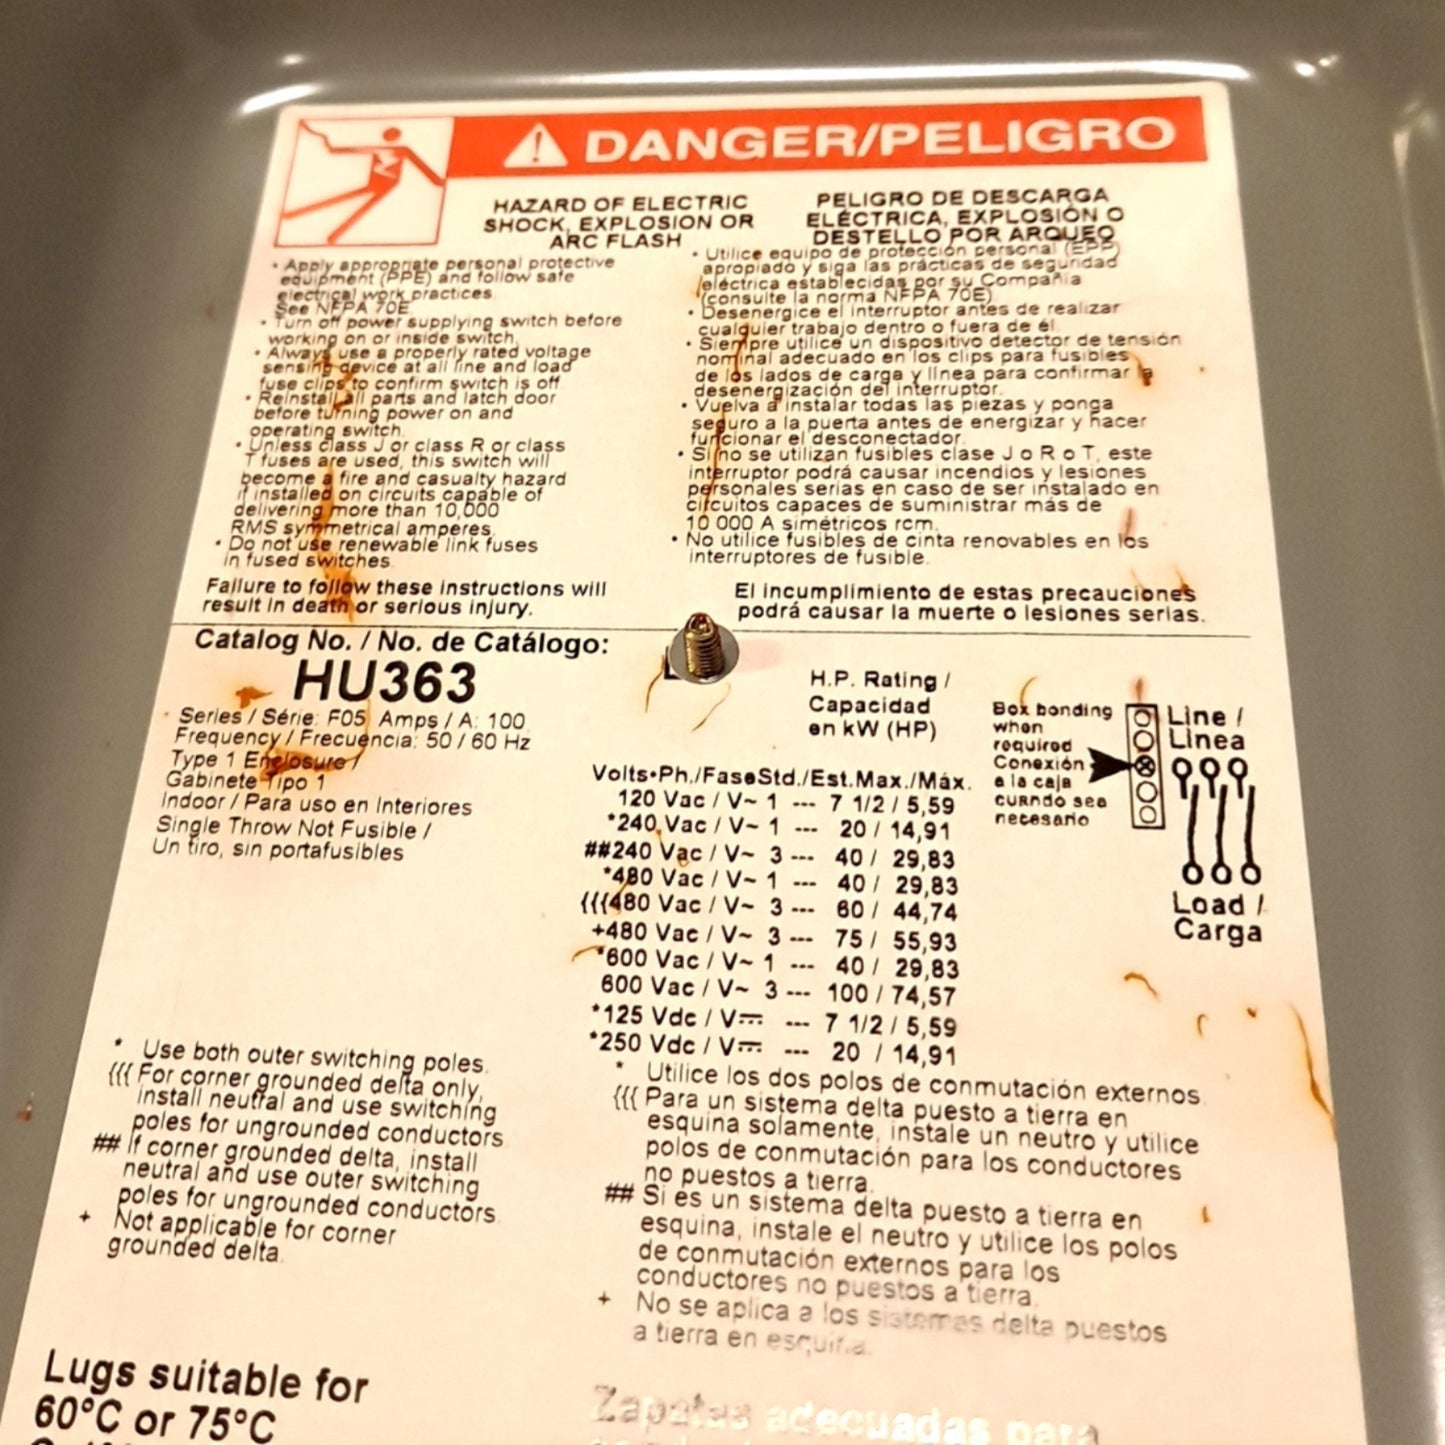 DANGER/PELIGRO
HAZARD OF ELECTRIC
SHOCK, EXPLOSION OR
ARC FLASH
• Apply appropriate personal protective
equipment (PPE) and follow safe
electrical work practices.
See NFPA 70E
• Turn off power supplying switch before
working on or inside switch.
• Always use a properly rated voltage
sensing device at all line and load
fuse clips to confirm switch is off.
• Reinstall all parts and latch door
before turning power on and
operating switch.
• Unless class J or class R or class
T fuses are used, this switch will
become a fire and casualty hazard
if installed on circuits capable of
delivering more than 10,000
RMS symmetrical amperes.
• Do not use renewable link fuses
in fused switches.
Failure to follow these instructions will
result in death or serious injury.
PELIGRO DE DESCARGA
ELÉCTRICA, EXPLOSIÓN O
DESTELLO POR ARQUEO
• Utilice equipo de protección personal (EPP)
apropiado y siga las prácticas de seguridad
eléctrica establecidas por su Compañía
(consulte la norma NFPA 70E)
• Desenergice el interruptor antes de realizar
cualquier trabajo dentro o fuera de él.
• Siempre utilice un dispositivo detector de tensión
nominal adecuado en los clips para fusibles
de los lados de carga y línea para confirmar la
desenergización del interruptor.
• Vuelva a instalar todas las piezas y ponga
seguro a la puerta antes de energizar y hacer
funcionar el desconectador.
• Si no se utilizan fusibles clase J o R o T, este
interruptor podrá causar incendios y lesiones
personales serias en caso de ser instalado en
circuitos capaces de suministrar más de
10 000 A simétricos rcm.
• No utilice fusibles de cinta renovables en los
interruptores de fusible.
El incumplimiento de estas precauciones
podrá causar la muerte o lesiones serias.
Catalog No. / No. de Catálogo:
HU363
Series / Série: F05 Amps / A: 100
Frequency / Frecuencia: 50 / 60 Hz
Type 1 Enclosure /
Gabinete Tipo 1
Indoor / Para uso en Interiores
Single Throw Not Fusible /
Un tiro, sin portafusibles
H.P. Rating /
Capacidad
en kW (HP)
Volts•Ph./FaseStd./Est.Max./Máx.
120 Vac / V~ 1 --- 7 1/2 / 5,59
*240 Vac / V~ 1 --- 20 / 14,91
##240 Vac / V~ 3 --- 40 / 29,83
*480 Vac / V~ 1 --- 40 / 29,83
{{{480 Vac / V~ 3 --- 60 / 44,74
+480 Vac / V~ 3 --- 75 / 55,93
*600 Vac / V~ 1 --- 40 / 29,83
600 Vac / V~ 3 --- 100 / 74,57
*125 Vdc / V⎓ --- 7 1/2 / 5,59
*250 Vdc / V⎓ --- 20 / 14,91
Box bonding
when
required
Conexión
a la caja
cuando sea
necesario
Line /
Linea
Load /
Carga
* Use both outer switching poles.
{{{ For corner grounded delta only,
install neutral and use switching
poles for ungrounded conductors
## If corner grounded delta, install
neutral and use outer switching
poles for ungrounded conductors.
+ Not applicable for corner
grounded delta.
* Utilice los dos polos de conmutación externos.
{{{ Para un sistema delta puesto a tierra en
esquina solamente, instale un neutro y utilice
polos de conmutación para los conductores
no puestos a tierra.
## Si es un sistema delta puesto a tierra en
esquina, instale el neutro y utilice los polos
de conmutación externos para los
conductores no puestos a tierra.
+ No se aplica a los sistemas delta puestos
a tierra en esquina.
Lugs suitable for
60°C or 75°C
Zapatas adecuadas para